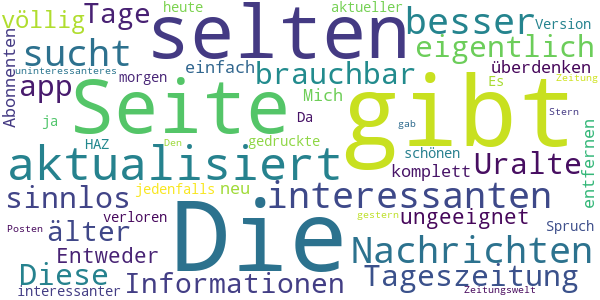 völlig Tage heute selten aktueller besser Version
Abonnenten sucht einfach brauchbar eigentlich
uninteressanteres morgen überdenken
app Seite Mich gibt Es Zeitung
ja HAZ Den gedruckte Da gab Stern
aktualisiert schönen entfernen
komplett Uralte
sinnlos jedenfalls neu Die interessanten
Posten älter verloren gestern ungeeignet Spruch
Entweder Nachrichten
Diese Informationen Tageszeitung
interessanter Zeitungswelt